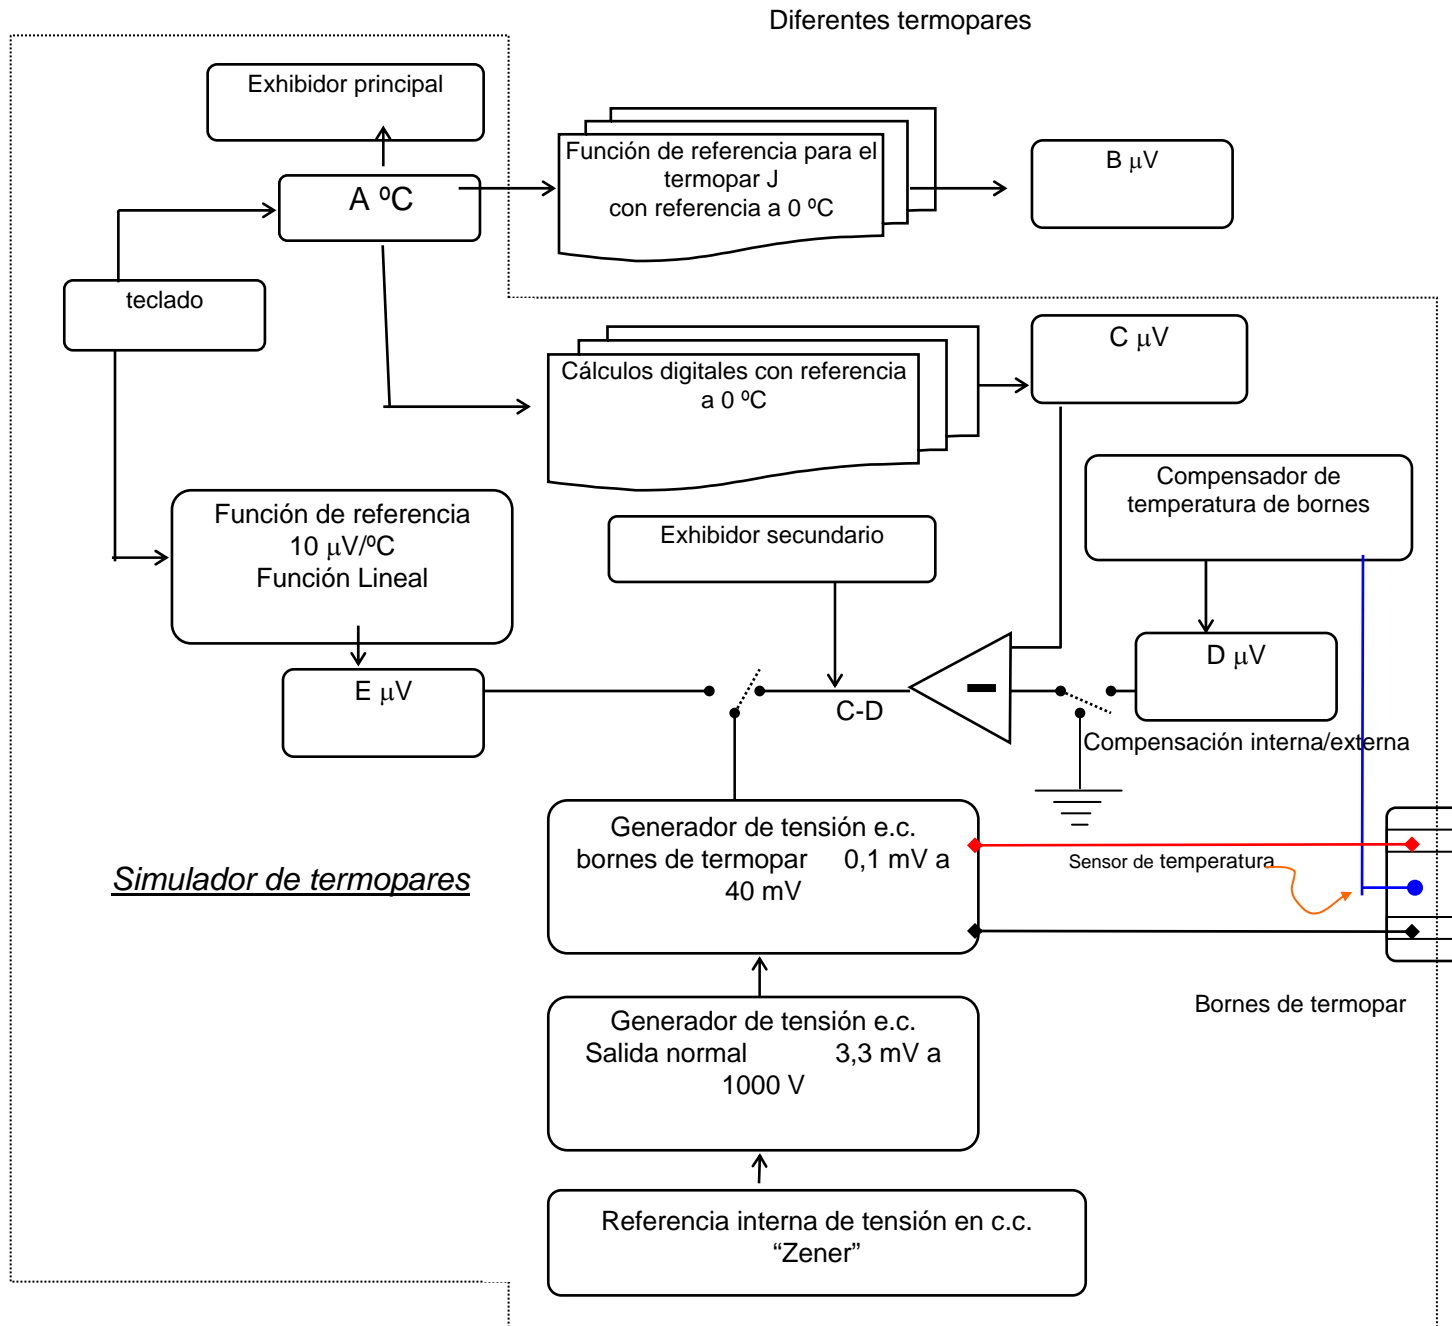 Diferentes termopares
Exhibidor principal
Función de referencia para el
termopar J
con referencia a 0 ºC
B μV
A ºC
teclado
C μV
Cálculos digitales con referencia
a 0 ºC
Compensador de
temperatura de bornes
Función de referencia
10 μV/ºC
Función Lineal
Exhibidor secundario
D μV
E μV
C-D
Compensación interna/externa
Generador de tensión e.c.
bornes de termopar 0,1 mV a
40 mV
Sensor de temperatura
Simulador de termopares
Bornes de termopar
Generador de tensión e.c.
Salida normal 3,3 mV a
1000 V
Referencia interna de tensión en c.c.
“Zener”